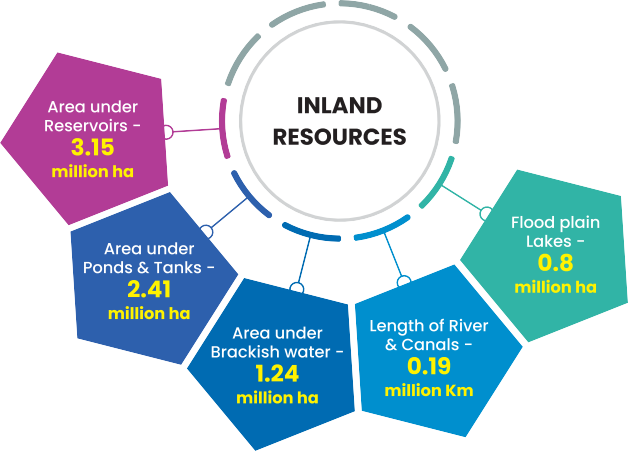 INLAND
RESOURCES
Area under
Reservoirs -
3.15
million ha
Area under
Ponds & Tanks -
2.41
million ha
Area under
Brackish water -
1.24
million ha
Length of River
& Canals -
0.19
million Km
Flood plain
Lakes -
0.8
million ha